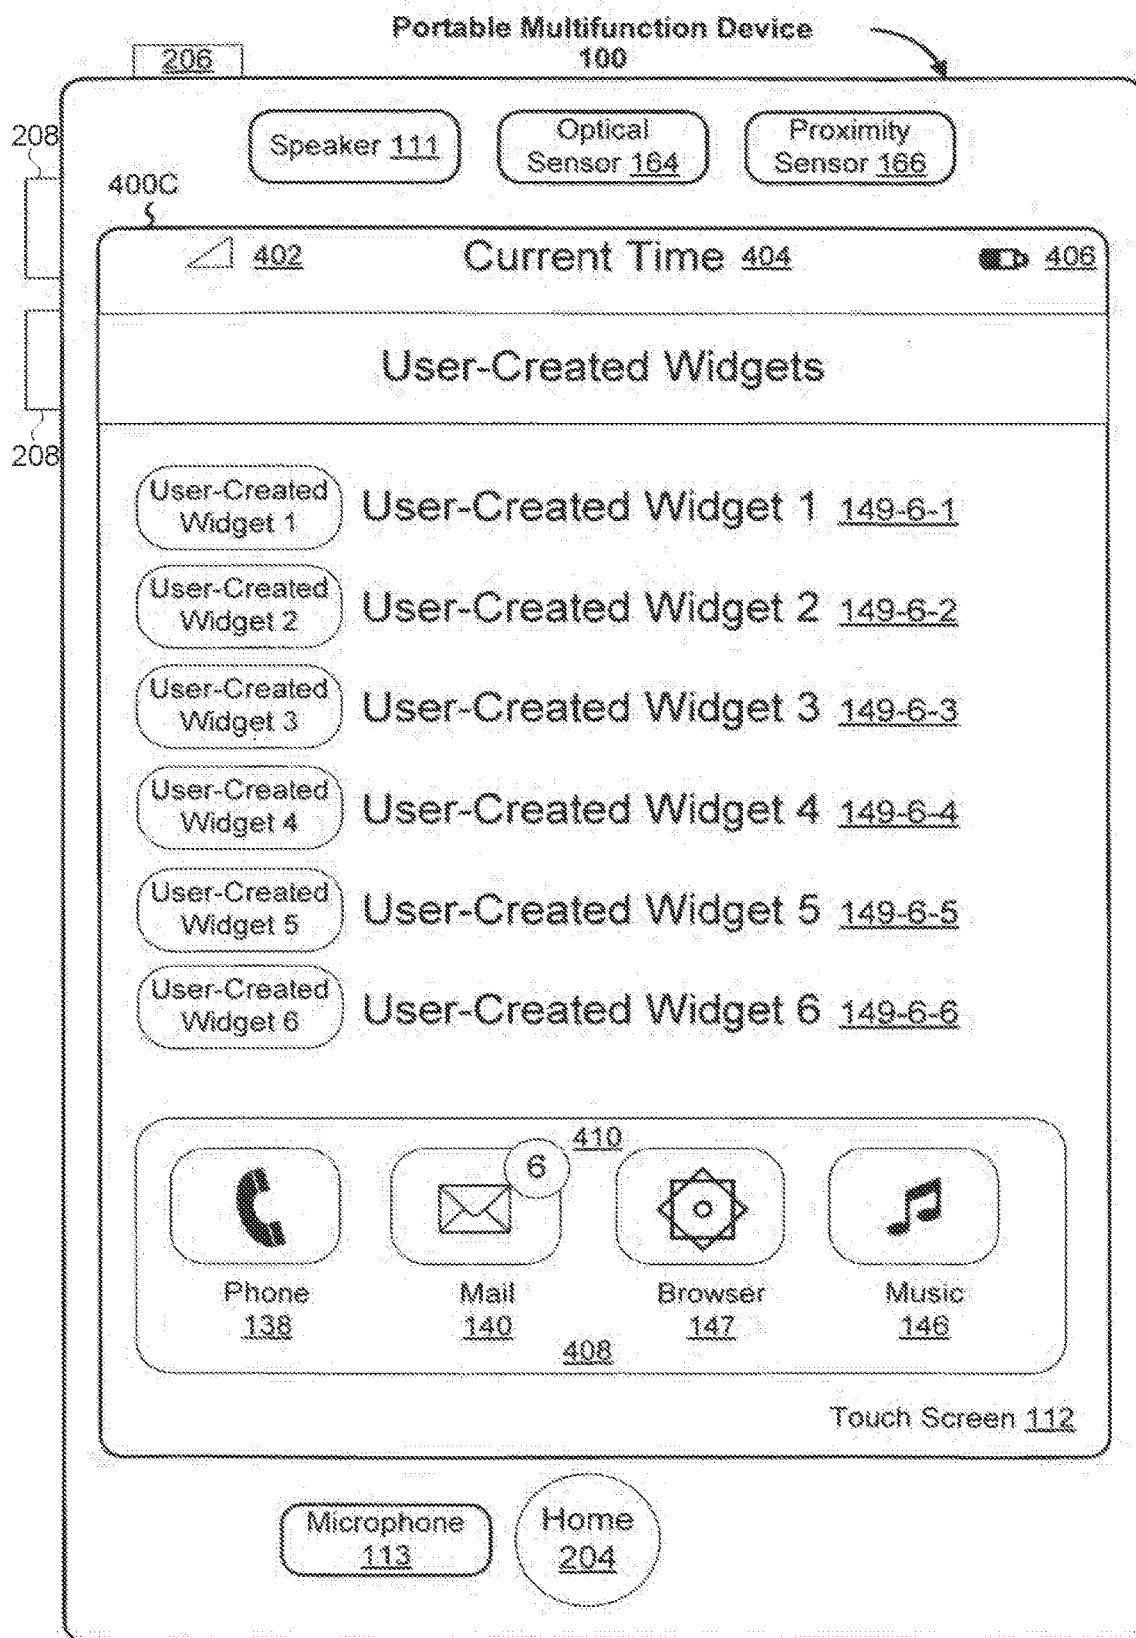 Portable Multifunction Device
100
206
208
Speaker 111
Optical
Sensor 164
Proximity
Sensor 166
400C
402
Current Time 404
406
User-Created Widgets
208
User-Created
Widget 1
User-Created Widget 1 149-6-1
User-Created
Widget 2
User-Created Widget 2 149-6-2
User-Created
Widget 3
User-Created Widget 3 149-6-3
User-Created
Widget 4
User-Created Widget 4 149-6-4
User-Created
Widget 5
User-Created Widget 5 149-6-5
User-Created
Widget 6
User-Created Widget 6 149-6-6
410
6
Phone
138
Mail
140
Browser
147
Music
146
408
Touch Screen 112
Microphone
113
Home
204